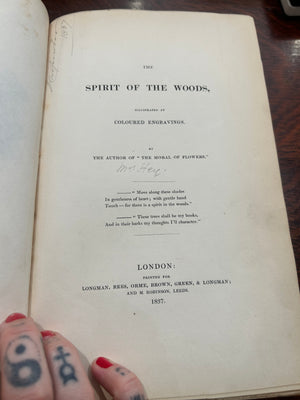 1837
THE
SPIRIT OF THE WOODS,
ILLUSTRATED BY
COLOURED ENGRAVINGS.
BY
THE AUTHOR OF "THE MORAL OF FLOWERS."
Mrs Hey.
——— "Move along these shades
In gentleness of heart; with gentle hand
Touch—for there is a spirit in the woods."
——— "These trees shall be my books,
And in their barks my thoughts I'll character."
LONDON:
PRINTED FOR
LONGMAN, REES, ORME, BROWN, GREEN, & LONGMAN;
AND M. ROBINSON, LEEDS.
1837.